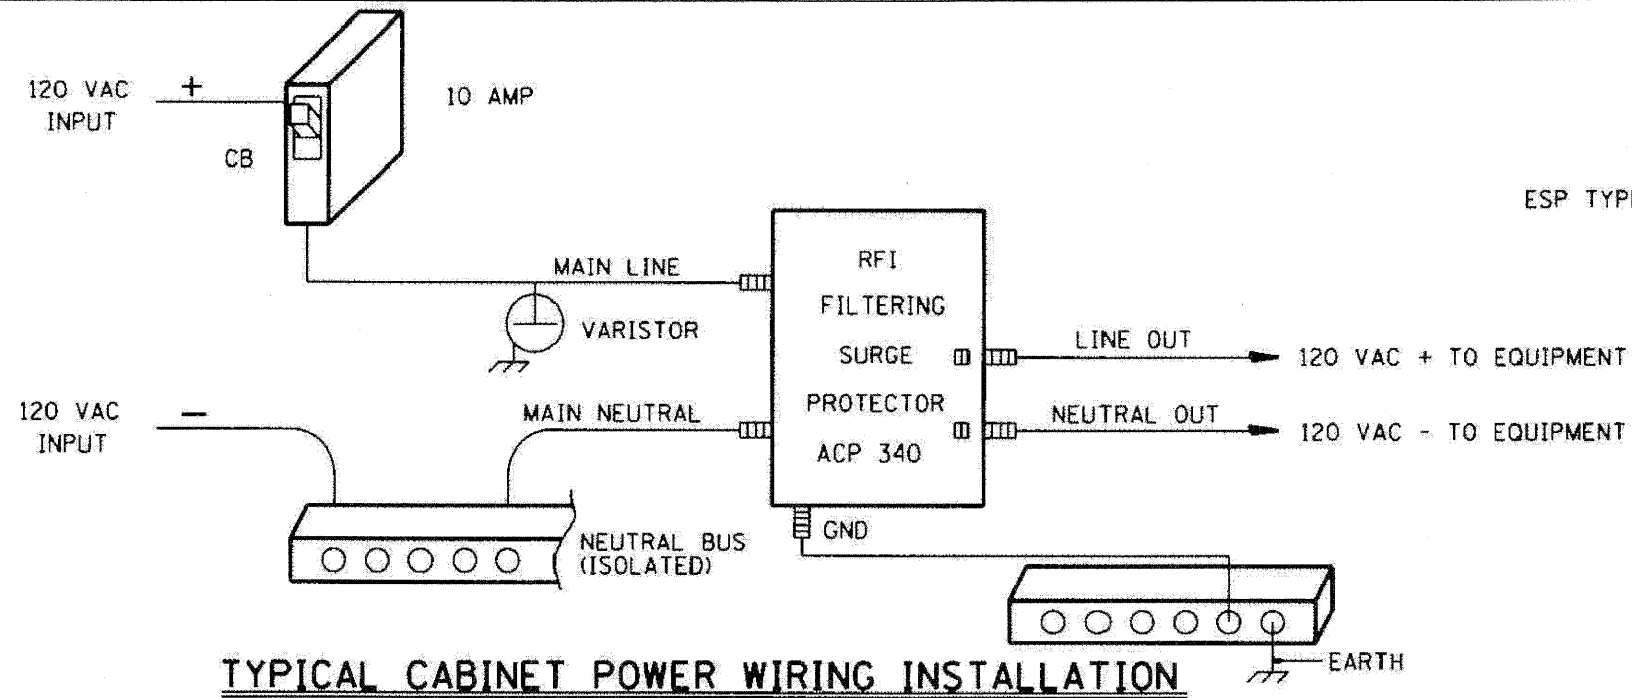 120 VAC +
INPUT
10 AMP
CB
ESP
MAIN LINE
VARISTOR
RFI
FILTERING
SURGE
PROTECTOR
ACP 340
LINE OUT
120 VAC + TO EQUIPMENT
120 VAC -
INPUT
MAIN NEUTRAL
NEUTRAL OUT
120 VAC - TO EQUIPMENT
GND
NEUTRAL BUS
(ISOLATED)
EARTH
TYPICAL CABINET POWER WIRING INSTALLATION